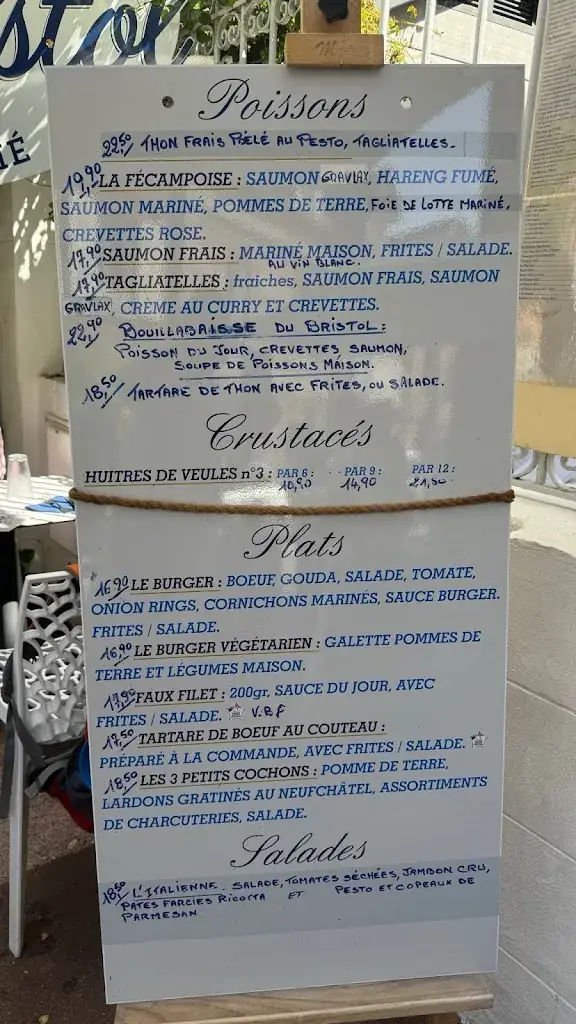 stol
IÉ
Poissons
22,50 THON FRAIS POÊLÉ AU PESTO, TAGLIATELLES.
19,90 LA FÉCAMPOISE : SAUMON GRAVLAX, HARENG FUMÉ,
SAUMON MARINÉ, POMMES DE TERRE, FOIE DE LOTTE MARINÉ,
CREVETTES ROSE.
17,90 SAUMON FRAIS : MARINÉ MAISON, FRITES / SALADE.
AU VIN BLANC.
17,90 TAGLIATELLES : fraiches, SAUMON FRAIS, SAUMON
GRAVLAX, CRÈME AU CURRY ET CREVETTES.
22,90 BOUILLABAISSE DU BRISTOL :
POISSON DU JOUR, CREVETTES, SAUMON,
SOUPE DE POISSONS MAISON.
18,50 TARTARE DE THON AVEC FRITES, OU SALADE.
Crustacés
HUITRES DE VEULES n°3 : PAR 6 : PAR 9 : PAR 12 :
10,90 14,90 21,50
Plats
16,90 LE BURGER : BOEUF, GOUDA, SALADE, TOMATE,
ONION RINGS, CORNICHONS MARINÉS, SAUCE BURGER.
FRITES / SALADE.
16,90 LE BURGER VÉGÉTARIEN : GALETTE POMMES DE
TERRE ET LÉGUMES MAISON.
17,90 FAUX FILET : 200gr, SAUCE DU JOUR, AVEC
FRITES / SALADE. V.B.F
17,50 TARTARE DE BOEUF AU COUTEAU :
PRÉPARÉ À LA COMMANDE, AVEC FRITES / SALADE.
18,50 LES 3 PETITS COCHONS : POMME DE TERRE,
LARDONS GRATINÉS AU NEUFCHÂTEL, ASSORTIMENTS
DE CHARCUTERIES, SALADE.
Salades
18,50 L'ITALIENNE : SALADE, TOMATES SÉCHÉES, JAMBON CRU,
PATES FARCIES RICOTTA ET PESTO ET COPEAUX DE
PARMESAN